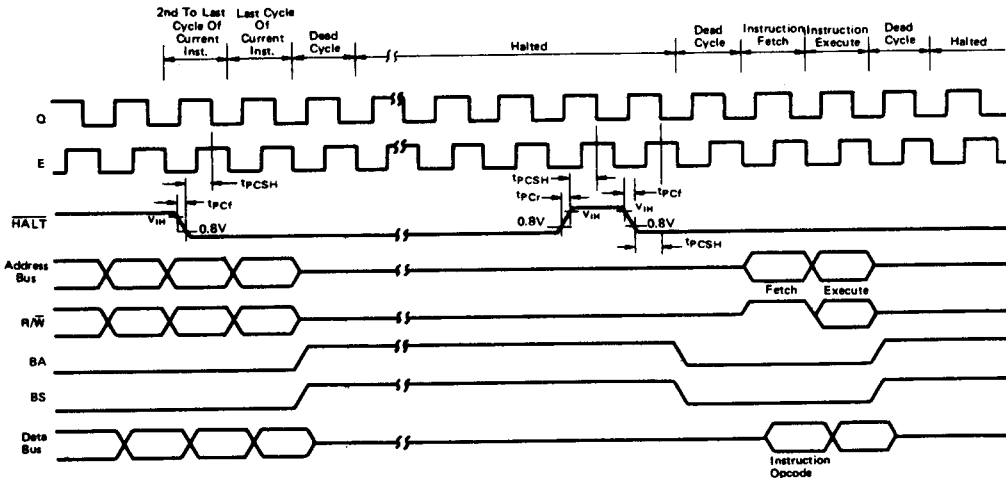 2nd To Last
Cycle Of
Current
Inst.
Last Cycle
Of
Current
Inst.
Dead
Cycle
Halted
Dead
Cycle
Instruction
Fetch
Instruction
Execute
Dead
Cycle
Halted
Q
E
tPCSH
tPCf
HALT
VIH
0.8V
tPCSH
tPCr
0.8V
VIH
tPCf
VIH
0.8V
tPCSH
Address
Bus
Fetch
Execute
R/W
BA
BS
Data
Bus
Instruction
Opcode